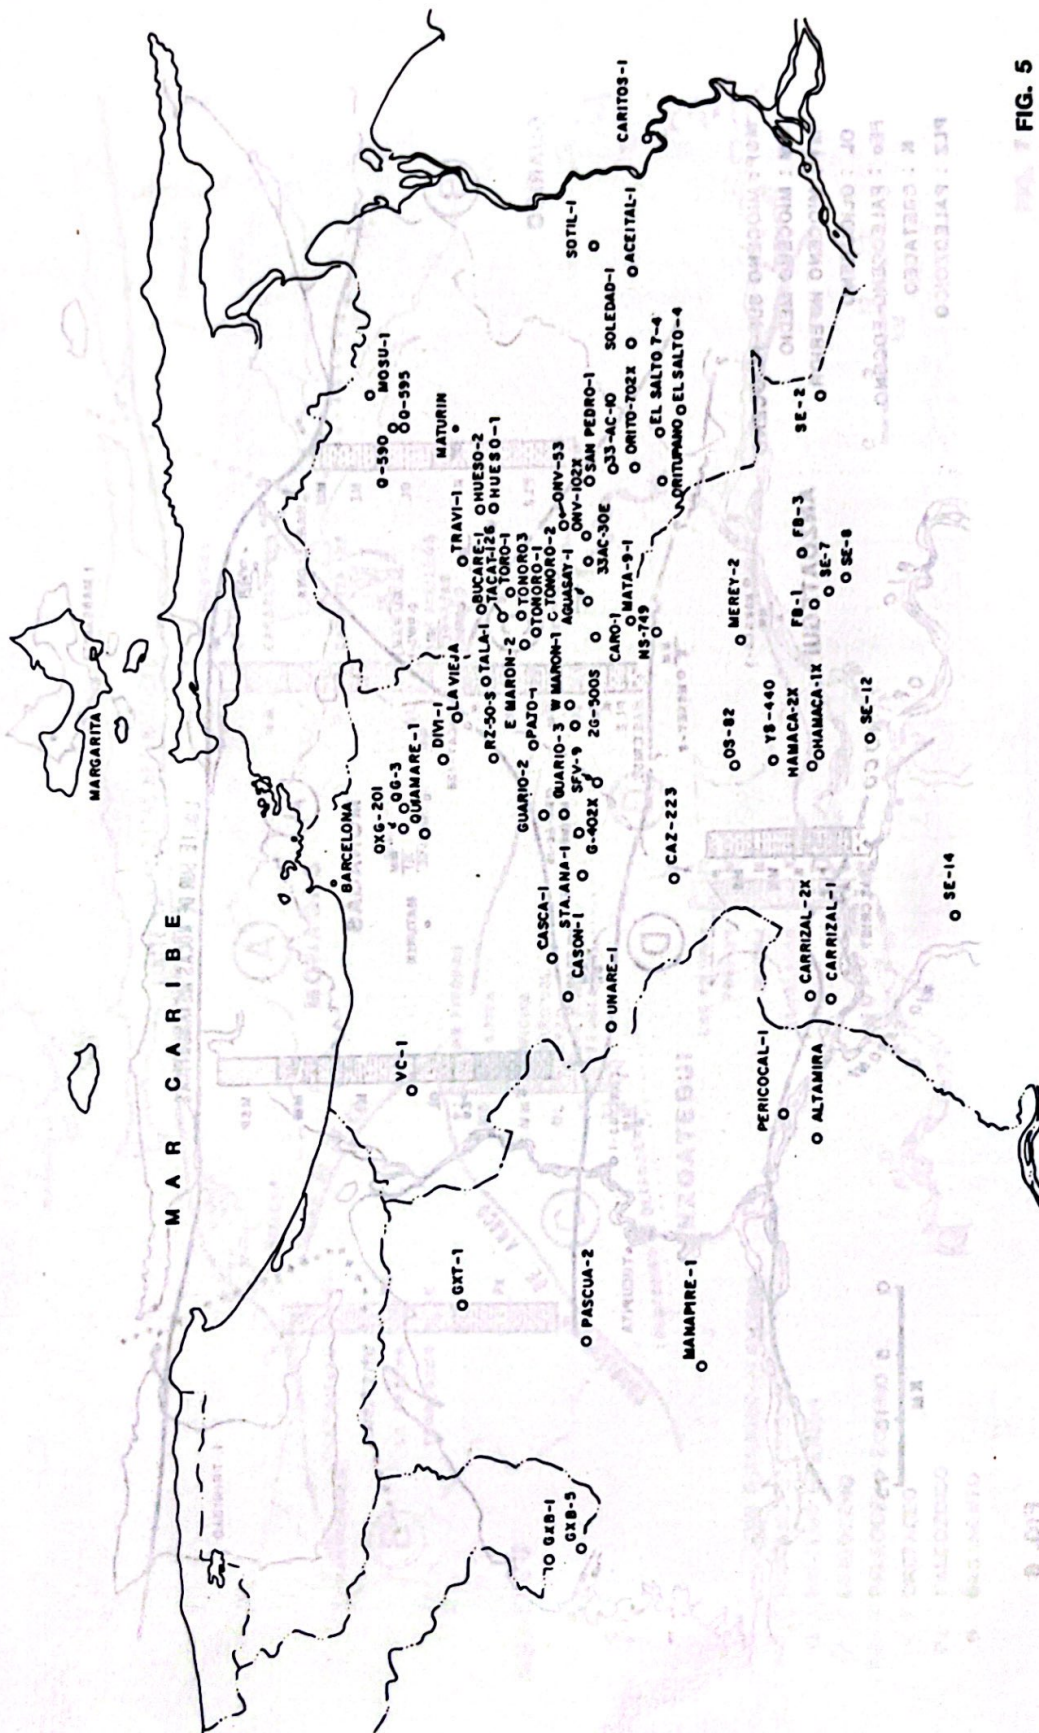 MAR CARIBE
MARGARITA
BARCELONA
MOSU-1
Q-590
O-595
MATURIN
TRAVI-1
HUESO-2
HUESO-1
BUCARE-1
TACAT-126
TALA-1
TORO-1
TONORO3
TONORO-1
C TONORO-2
ONV-53
ONV-102X
AGUASAY-1
33AC-30E
SAN PEDRO-1
33-AC-10
SOTIL-1
SOLEDAD-1
ACEITAL-1
CARITOS-1
ORITO-702X
EL SALTO 7-4
EL SALTO-4
ORITUPANO
CARO-1
MATA-9-1
NS-749
LA VIEJA
DIVI-1
QXG-201
QG-3
QUIAMARE-1
RZ-50-S
E MARON-2
PATO-1
W MARON-1
GUARIO-2
GUARIO-3
2G-500S
SFV-9
G-402X
STA. ANA-1
CASCA-1
CASON-1
UNARE-1
CAZ-223
VC-1
GXT-1
PASCUA-2
MANAPIRE-1
GXB-1
GXB-5
MEREY-2
OS-82
YS-440
HAMACA-2X
HAMACA-1X
FB-1
FB-3
SE-2
SE-7
SE-8
SE-12
SE-14
CARRIZAL-2X
CARRIZAL-1
PERICOCAL-1
ALTAMIRA
FIG. 5